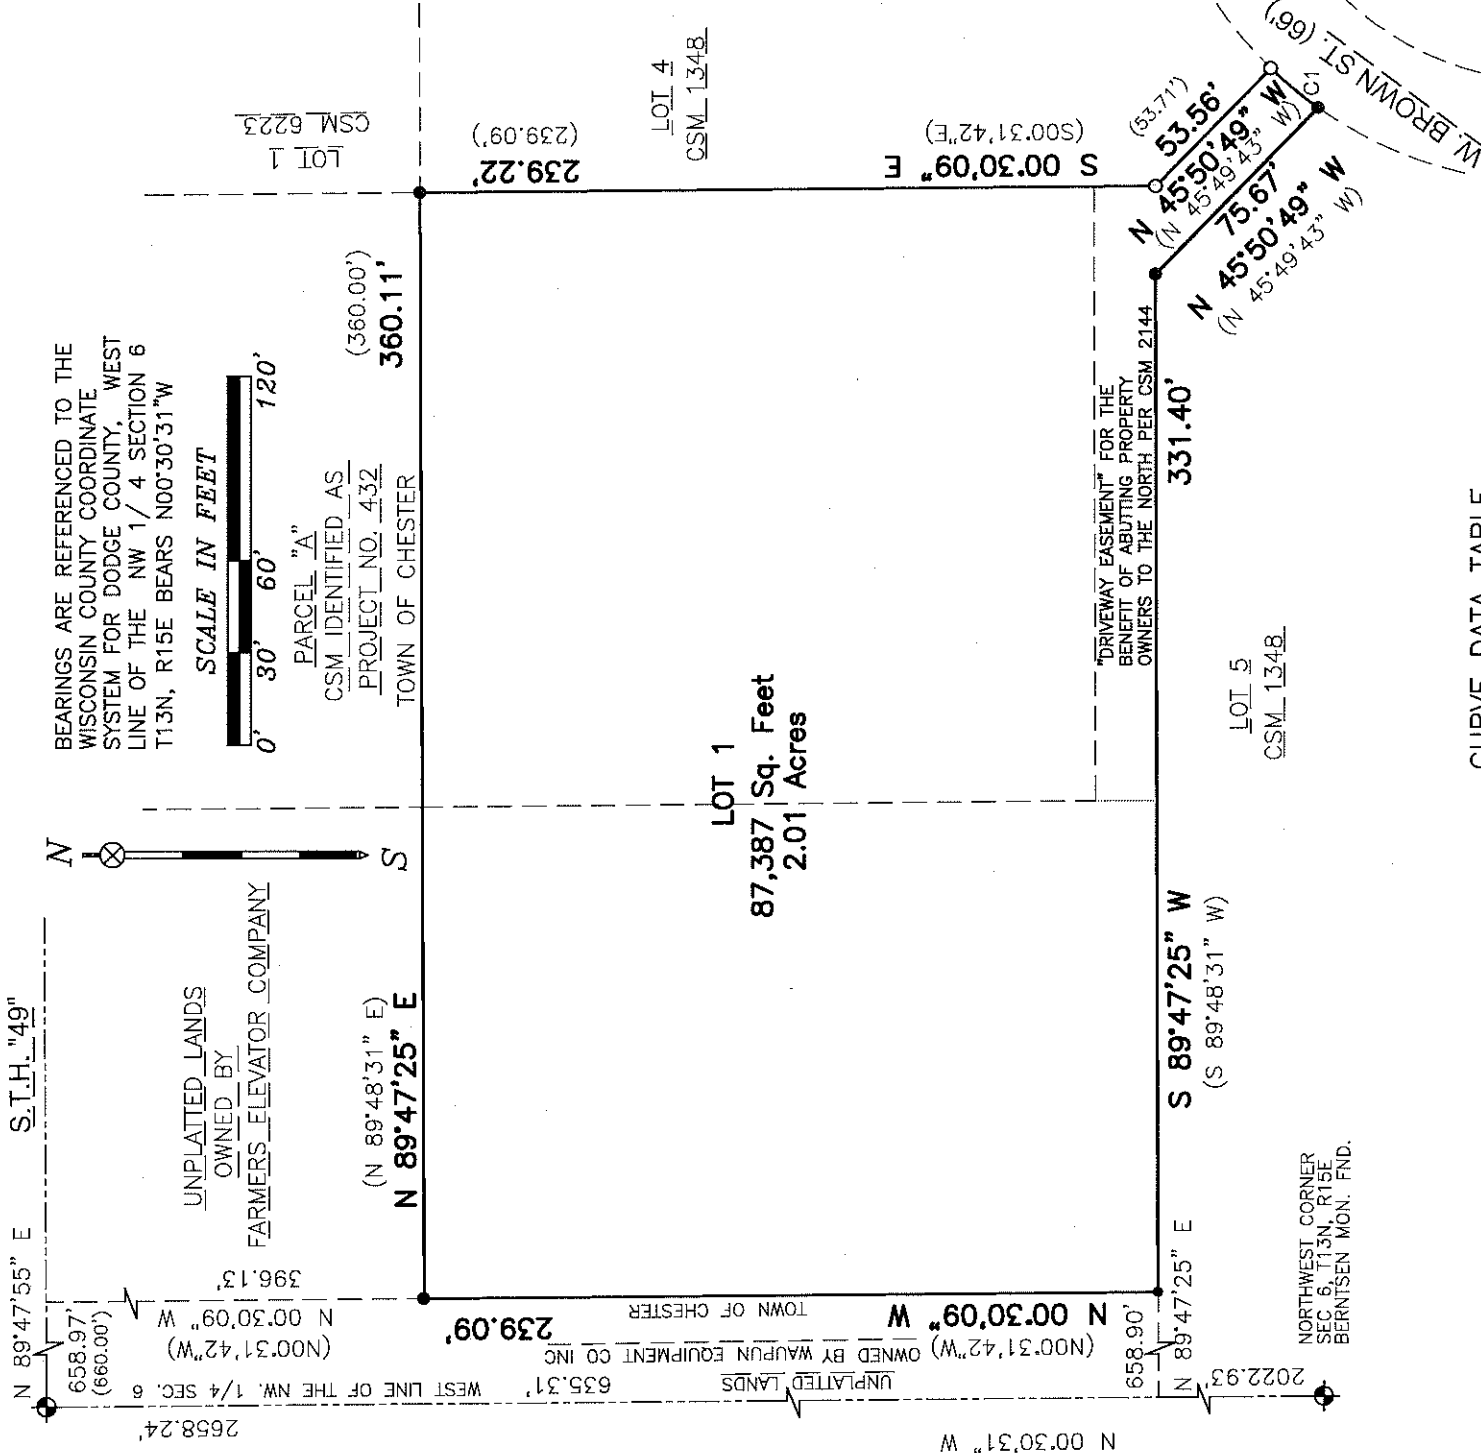 BEARINGS ARE REFERENCED TO THE
WISCONSIN COUNTY COORDINATE
SYSTEM FOR DODGE COUNTY, WEST
LINE OF THE NW 1/4 SECTION 6
T13N, R15E BEARS N00°30'31"W
SCALE IN FEET
0' 30' 60' 120'
PARCEL "A"
CSM IDENTIFIED AS
PROJECT NO. 432
TOWN OF CHESTER
N
S
S.T.H. "49"
N 89°47'55" E
658.97'
(660.00')
UNPLATTED LANDS
OWNED BY
FARMERS ELEVATOR COMPANY
(N 89°48'31" E)
N 89°47'25" E
(360.00')
360.11'
LOT 1
CSM 6223
LOT 4
CSM 1348
(239.09')
239.22'
(S00°31'42"E)
S 00°30'09" E
(53.71')
53.56'
N 45°50'49" W
(N 45°49'43" W)
75.67'
N 45°50'49" W
(N 45°49'43" W)
C1
W. BROWN ST. (66')
LOT 1
87,387 Sq. Feet
2.01 Acres
"DRIVEWAY EASEMENT" FOR THE
BENEFIT OF ABUTTING PROPERTY
OWNERS TO THE NORTH PER CSM 2144
331.40'
S 89°47'25" W
(S 89°48'31" W)
LOT 5
CSM 1348
396.13'
N 00°30'09" W
(N00°31'42"W)
WEST LINE OF THE NW. 1/4 SEC. 6
2658.24'
635.31'
239.09'
TOWN OF CHESTER
N 00°30'09" W
(N00°31'42"W)
UNPLATTED LANDS
OWNED BY WAUPUN EQUIPMENT CO INC
N 00°30'31" W
658.90'
N 89°47'25" E
2022.93'
NORTHWEST CORNER
SEC 6, T13N, R15E
BERNTSEN MON. FND.
CURVE DATA TABLE